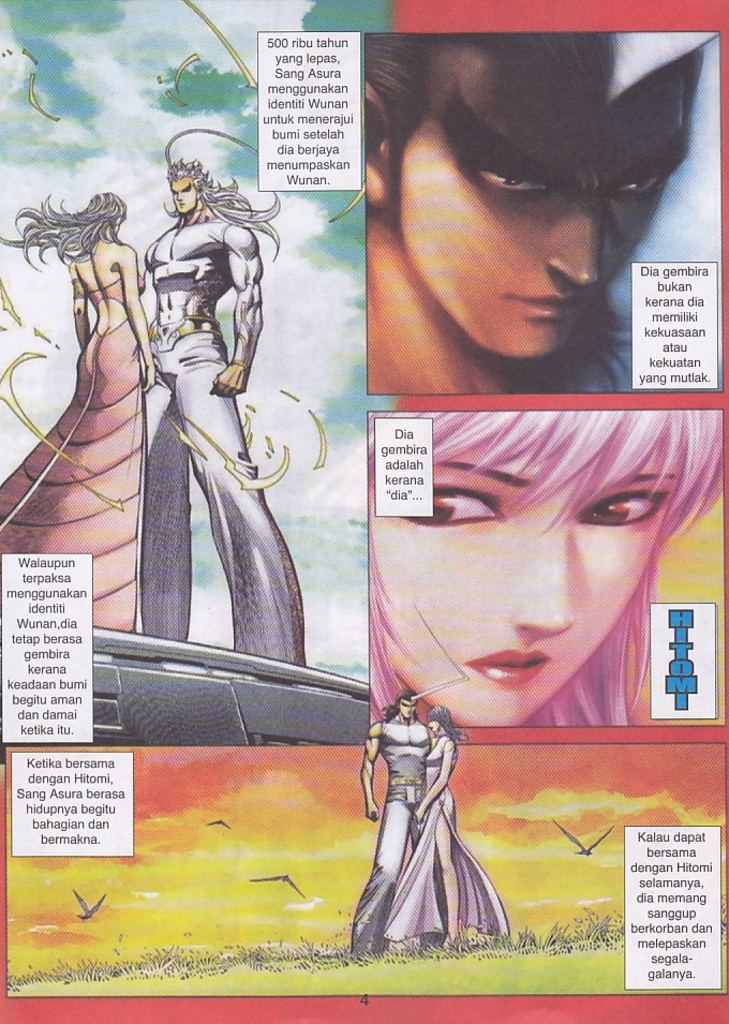 500 ribu tahun
yang lepas,
Sang Asura
menggunakan
identiti Wunan
untuk menerajui
bumi setelah
dia berjaya
menumpaskan
Wunan.
Dia gembira
bukan
kerana dia
memiliki
kekuasaan
atau
kekuatan
yang mutlak.
Dia
gembira
adalah
kerana
“dia”...
HITOMI
Walaupun
terpaksa
menggunakan
identiti
Wunan,dia
tetap berasa
gembira
kerana
keadaan bumi
begitu aman
dan damai
ketika itu.
Ketika bersama
dengan Hitomi,
Sang Asura berasa
hidupnya begitu
bahagian dan
bermakna.
Kalau dapat
bersama
dengan Hitomi
selamanya,
dia memang
sanggup
berkorban dan
melepaskan
segala-
galanya.
4